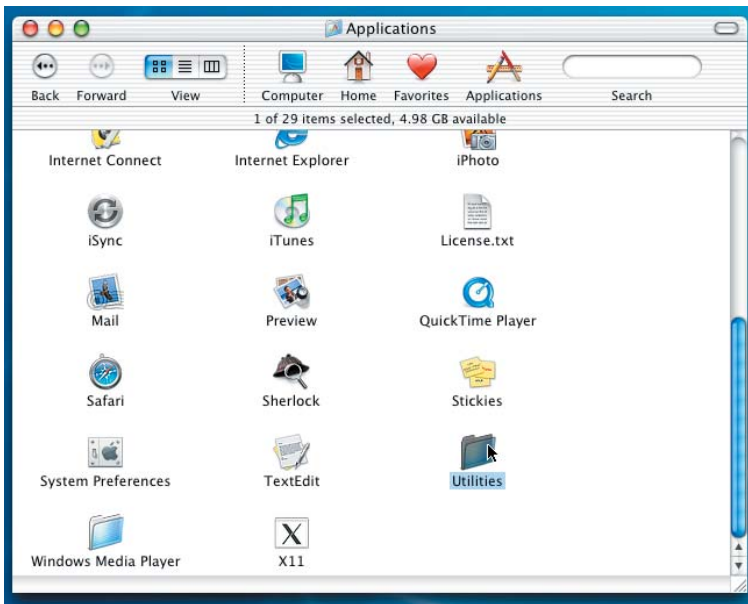 Applications
Back Forward View Computer Home Favorites Applications Search
1 of 29 items selected, 4.98 GB available
Internet Connect Internet Explorer iPhoto
iSync iTunes License.txt
Mail Preview QuickTime Player
Safari Sherlock Stickies
System Preferences TextEdit Utilities
Windows Media Player X11